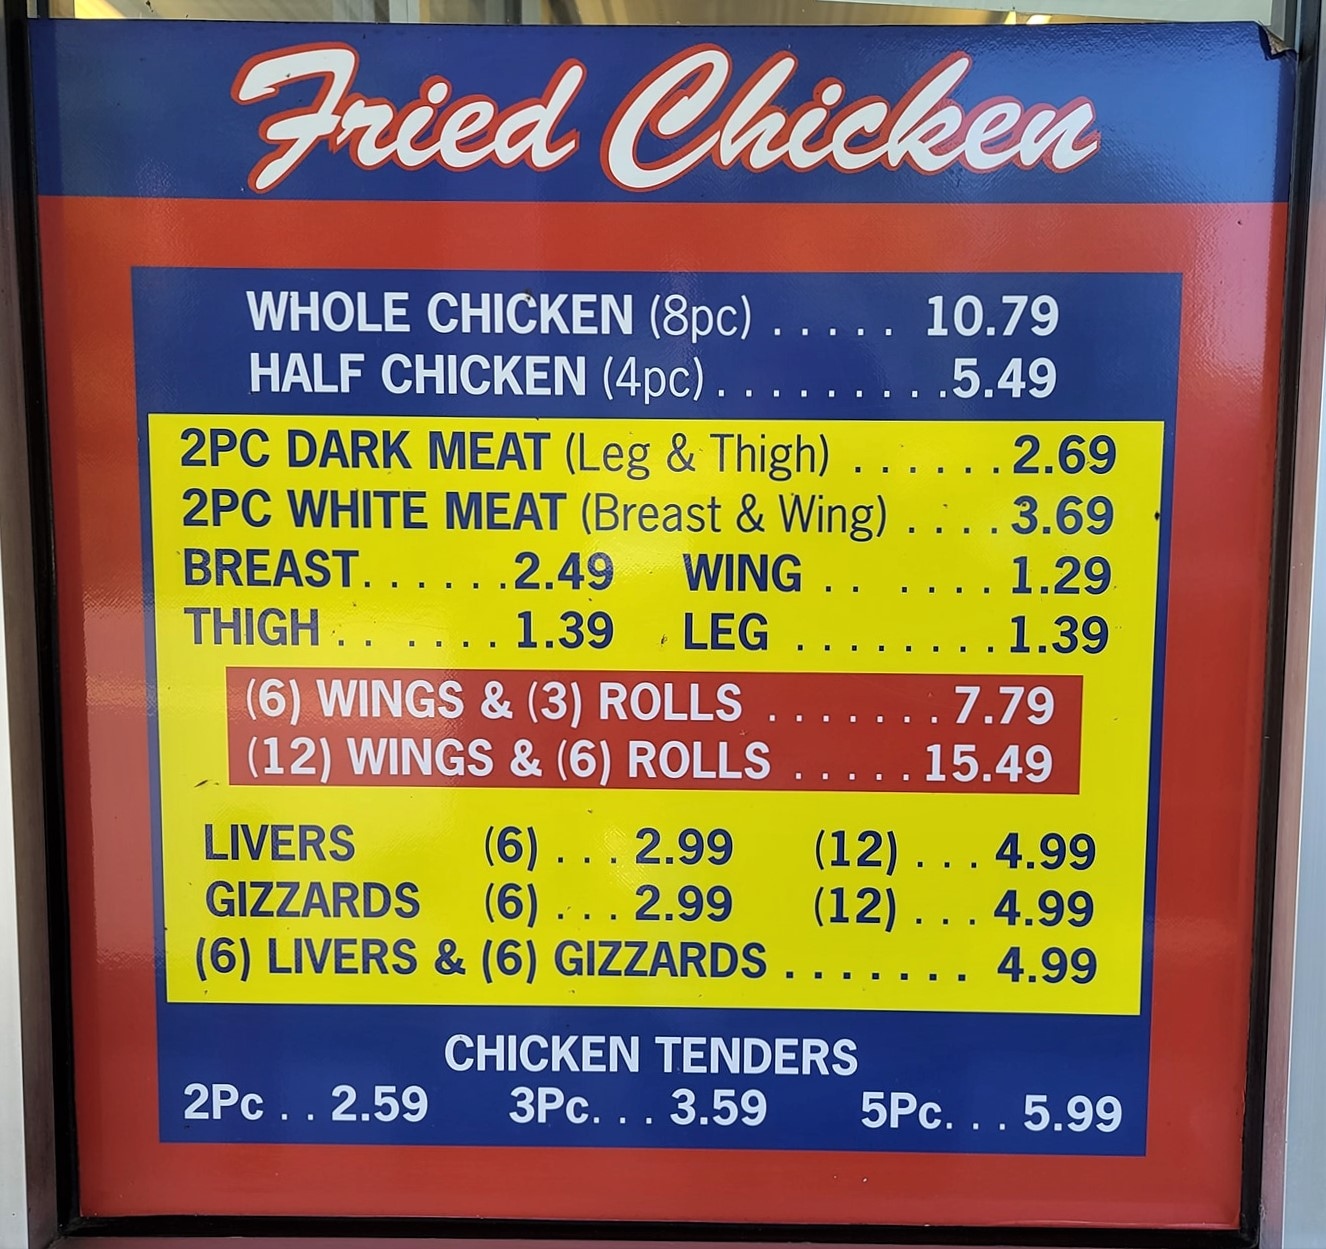 Fried Chicken
WHOLE CHICKEN (8pc) . . . . . 10.79
HALF CHICKEN (4pc) . . . . . . . . . 5.49
2PC DARK MEAT (Leg & Thigh) . . . . . . 2.69
2PC WHITE MEAT (Breast & Wing) . . . . 3.69
BREAST. . . . . . 2.49 WING . . . . . . 1.29
THIGH . . . . . . 1.39 LEG . . . . . . . . 1.39
(6) WINGS & (3) ROLLS . . . . . . . 7.79
(12) WINGS & (6) ROLLS . . . . . 15.49
LIVERS (6) . . . 2.99 (12) . . . 4.99
GIZZARDS (6) . . . 2.99 (12) . . . 4.99
(6) LIVERS & (6) GIZZARDS . . . . . . . 4.99
CHICKEN TENDERS
2Pc . . 2.59 3Pc. . . 3.59 5Pc. . . 5.99